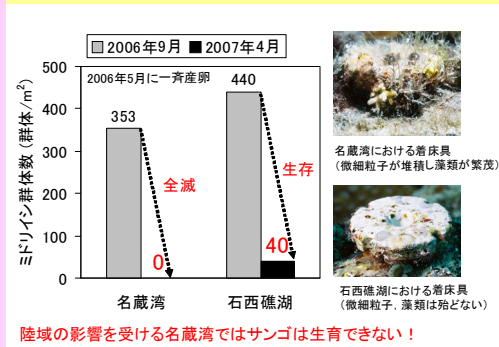 2006年9月 2007年4月
2006年5月に一斉産卵
ミドリイシ群体数 (群体/m²)
500
400
300
200
100
0
353
全滅
0
440
生存
40
名蔵湾
石西礁湖
名蔵湾における着床具
(微細粒子が堆積し藻類が繁茂)
石西礁湖における着床具
(微細粒子、藻類は殆どない)
陸域の影響を受ける名蔵湾ではサンゴは生育できない！